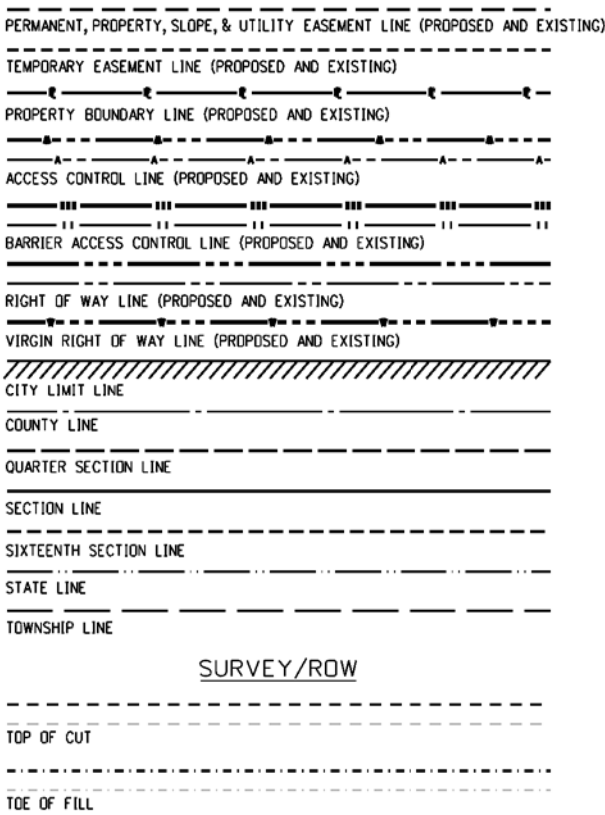 PERMANENT, PROPERTY, SLOPE, & UTILITY EASEMENT LINE (PROPOSED AND EXISTING)
TEMPORARY EASEMENT LINE (PROPOSED AND EXISTING)
PROPERTY BOUNDARY LINE (PROPOSED AND EXISTING)
A A A A A A
ACCESS CONTROL LINE (PROPOSED AND EXISTING)
BARRIER ACCESS CONTROL LINE (PROPOSED AND EXISTING)
RIGHT OF WAY LINE (PROPOSED AND EXISTING)
VIRGIN RIGHT OF WAY LINE (PROPOSED AND EXISTING)
CITY LIMIT LINE
COUNTY LINE
QUARTER SECTION LINE
SECTION LINE
SIXTEENTH SECTION LINE
STATE LINE
TOWNSHIP LINE
SURVEY/ROW
TOP OF CUT
TOE OF FILL